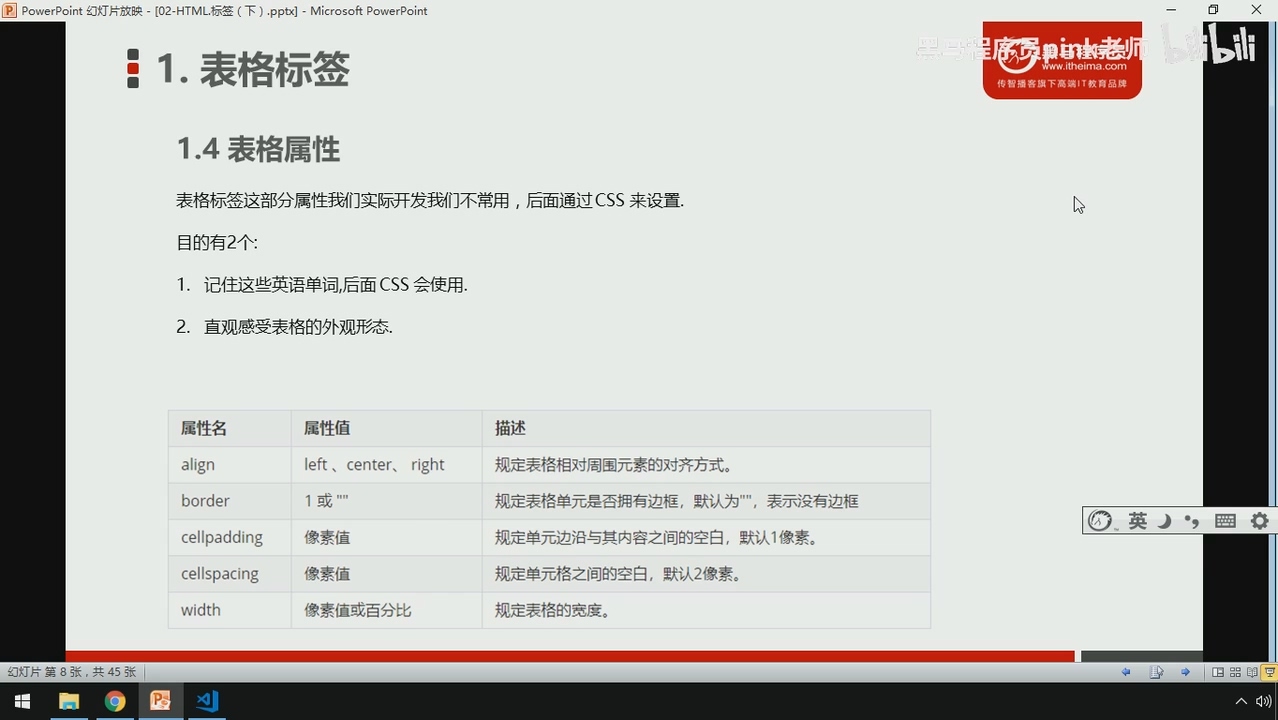 PowerPoint 幻灯片放映 - [02-HTML.标签（下）.pptx] - Microsoft PowerPoint
1. 表格标签
黑马程序员pink老师
bilibili
www.itheima.com
传智播客旗下高端IT教育品牌
1.4 表格属性
表格标签这部分属性我们实际开发我们不常用，后面通过 CSS 来设置.
目的有2个:
1. 记住这些英语单词,后面 CSS 会使用.
2. 直观感受表格的外观形态.
属性名 属性值 描述
align left 、center、 right 规定表格相对周围元素的对齐方式。
border 1 或 "" 规定表格单元是否拥有边框，默认为""，表示没有边框
cellpadding 像素值 规定单元边沿与其内容之间的空白，默认1像素。
cellspacing 像素值 规定单元格之间的空白，默认2像素。
width 像素值或百分比 规定表格的宽度。
英
幻灯片 第 8 张，共 45 张